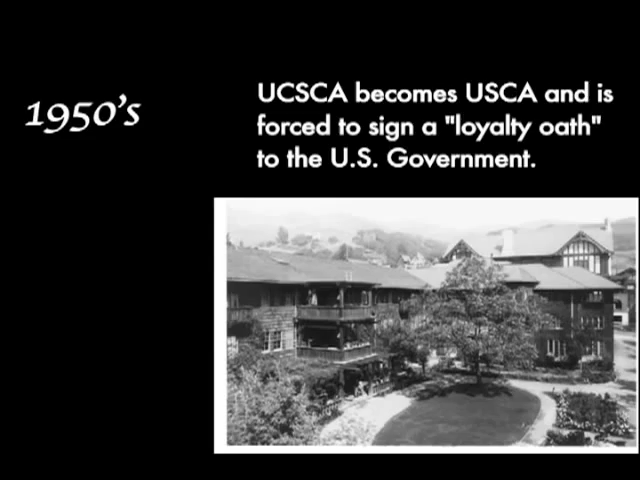 1950's
UCSCA becomes USCA and is
forced to sign a "loyalty oath"
to the U.S. Government.